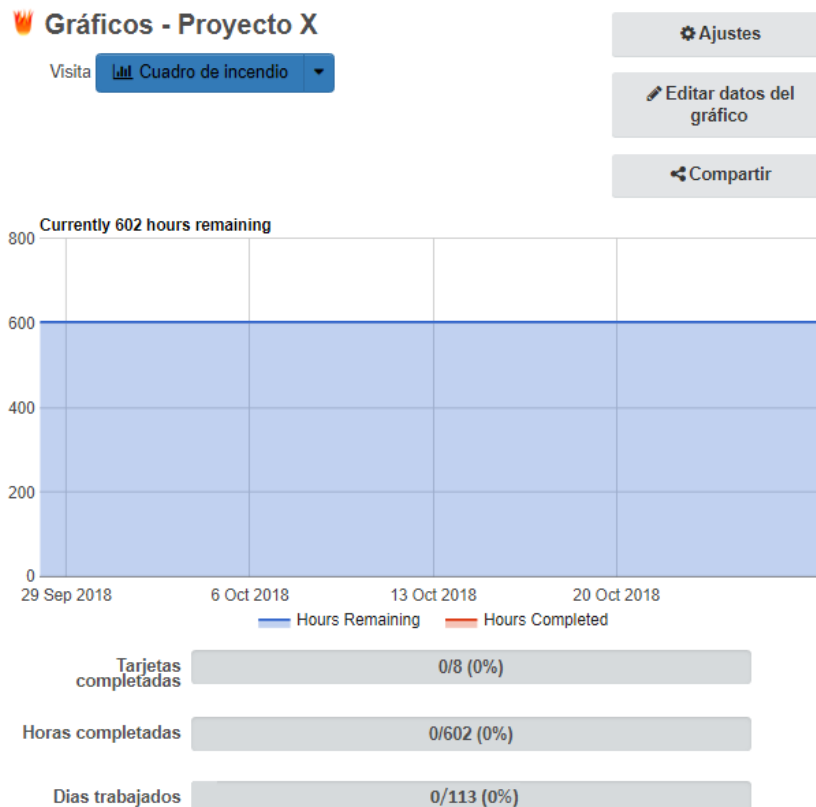 Gráficos - Proyecto X
Ajustes
Visita
Cuadro de incendio
Editar datos del
gráfico
Compartir
Currently 602 hours remaining
800
600
400
200
0
29 Sep 2018
6 Oct 2018
13 Oct 2018
20 Oct 2018
Hours Remaining
Hours Completed
Tarjetas
completadas
0/8 (0%)
Horas completadas
0/602 (0%)
Dias trabajados
0/113 (0%)